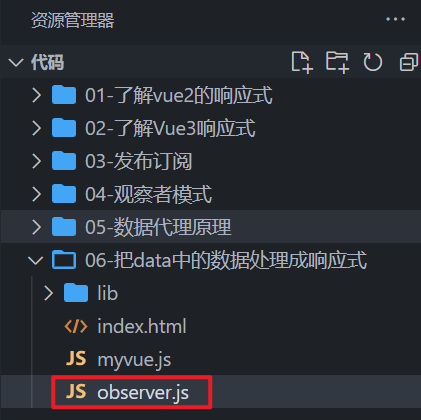 资源管理器
代码
01-了解vue2的响应式
02-了解Vue3响应式
03-发布订阅
04-观察者模式
05-数据代理原理
06-把data中的数据处理成响应式
lib
index.html
JS myvue.js
JS observer.js